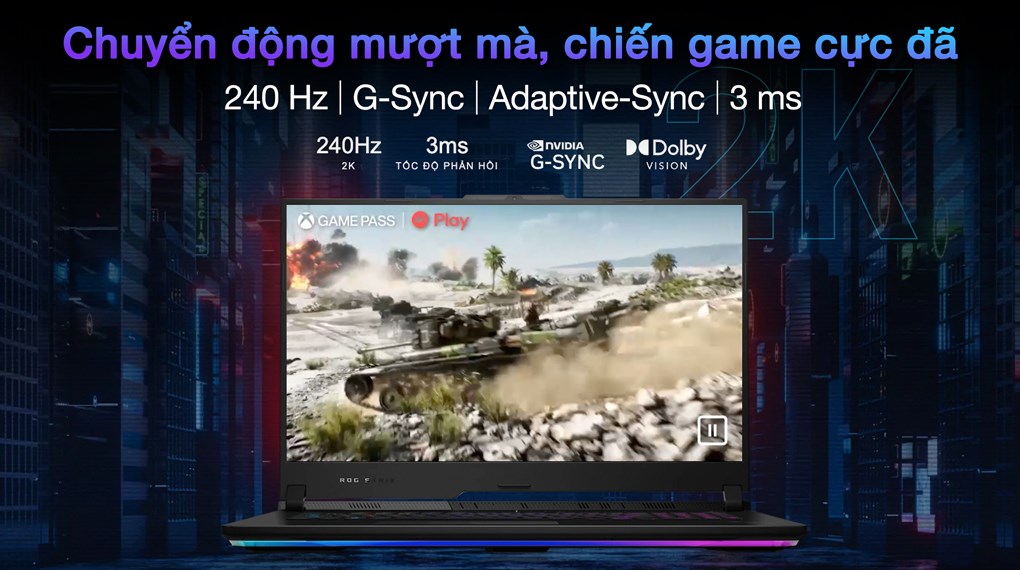 Chuyển động mượt mà, chiến game cực đã
240 Hz | G-Sync | Adaptive-Sync | 3 ms
240Hz
2K
3ms
TỐC ĐỘ PHẢN HỒI
NVIDIA
G-SYNC
Dolby
VISION
2K
GAME PASS | EA Play
ROG